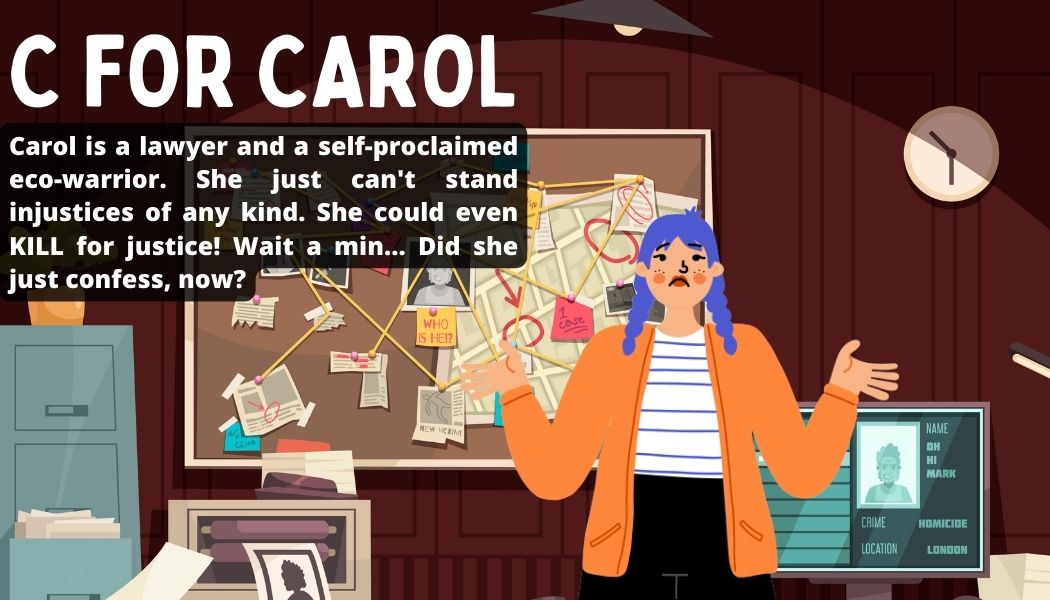 C FOR CAROL
Carol is a lawyer and a self-proclaimed
eco-warrior. She just can't stand
injustices of any kind. She could even
KILL for justice! Wait a min... Did she
just confess, now?
WHO
IS HE!?
1
case
NEW VICTIM!
CLUE
NAME
OH
HI
MARK
CRIME HOMICIDE
LOCATION LONDON